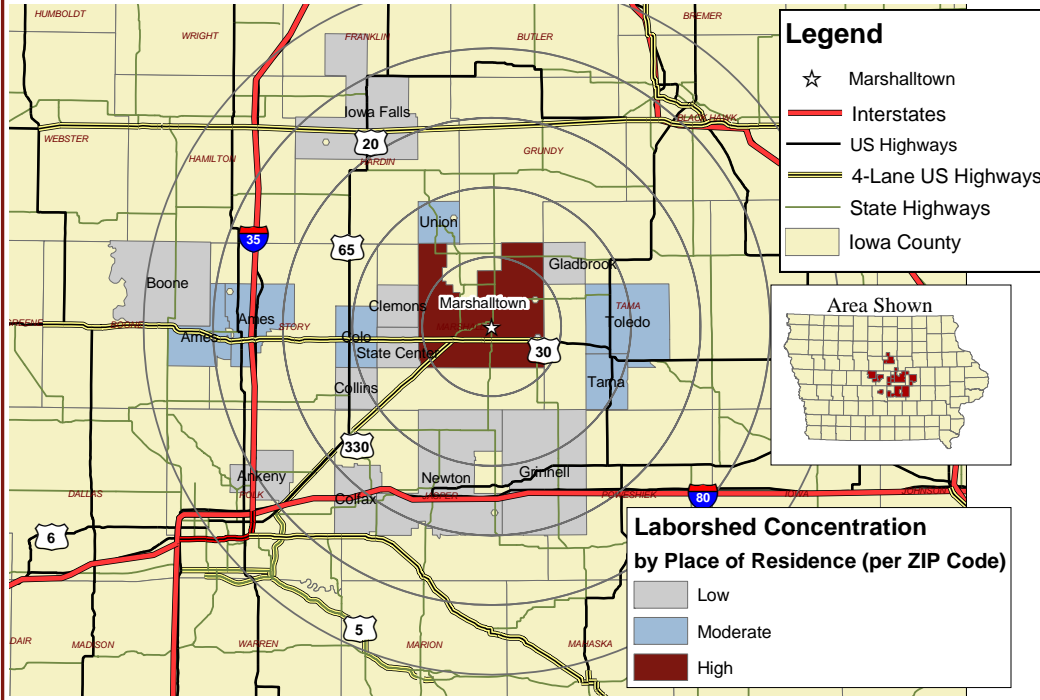 HUMBOLDT
WRIGHT
FRANKLIN
BUTLER
BREMER
Iowa Falls
WEBSTER
HAMILTON
HARDIN
20
GRUNDY
BLACK HAWK
Union
35
65
Boone
Clemons
Marshalltown
Gladbrook
GREENE
BOONE
Ames
Ames
STORY
Colo
State Center
TAMA
Toledo
30
Collins
Tama
330
Ankeny
Newton
Grinnell
DALLAS
POLK
Colfax
JASPER
POWESHIEK
80
IOWA
JOHNSON
6
5
DAIR
MADISON
WARREN
MARION
MAHASKA
Legend
Marshalltown
Interstates
US Highways
4-Lane US Highways
State Highways
Iowa County
Area Shown
Laborshed Concentration
by Place of Residence (per ZIP Code)
Low
Moderate
High